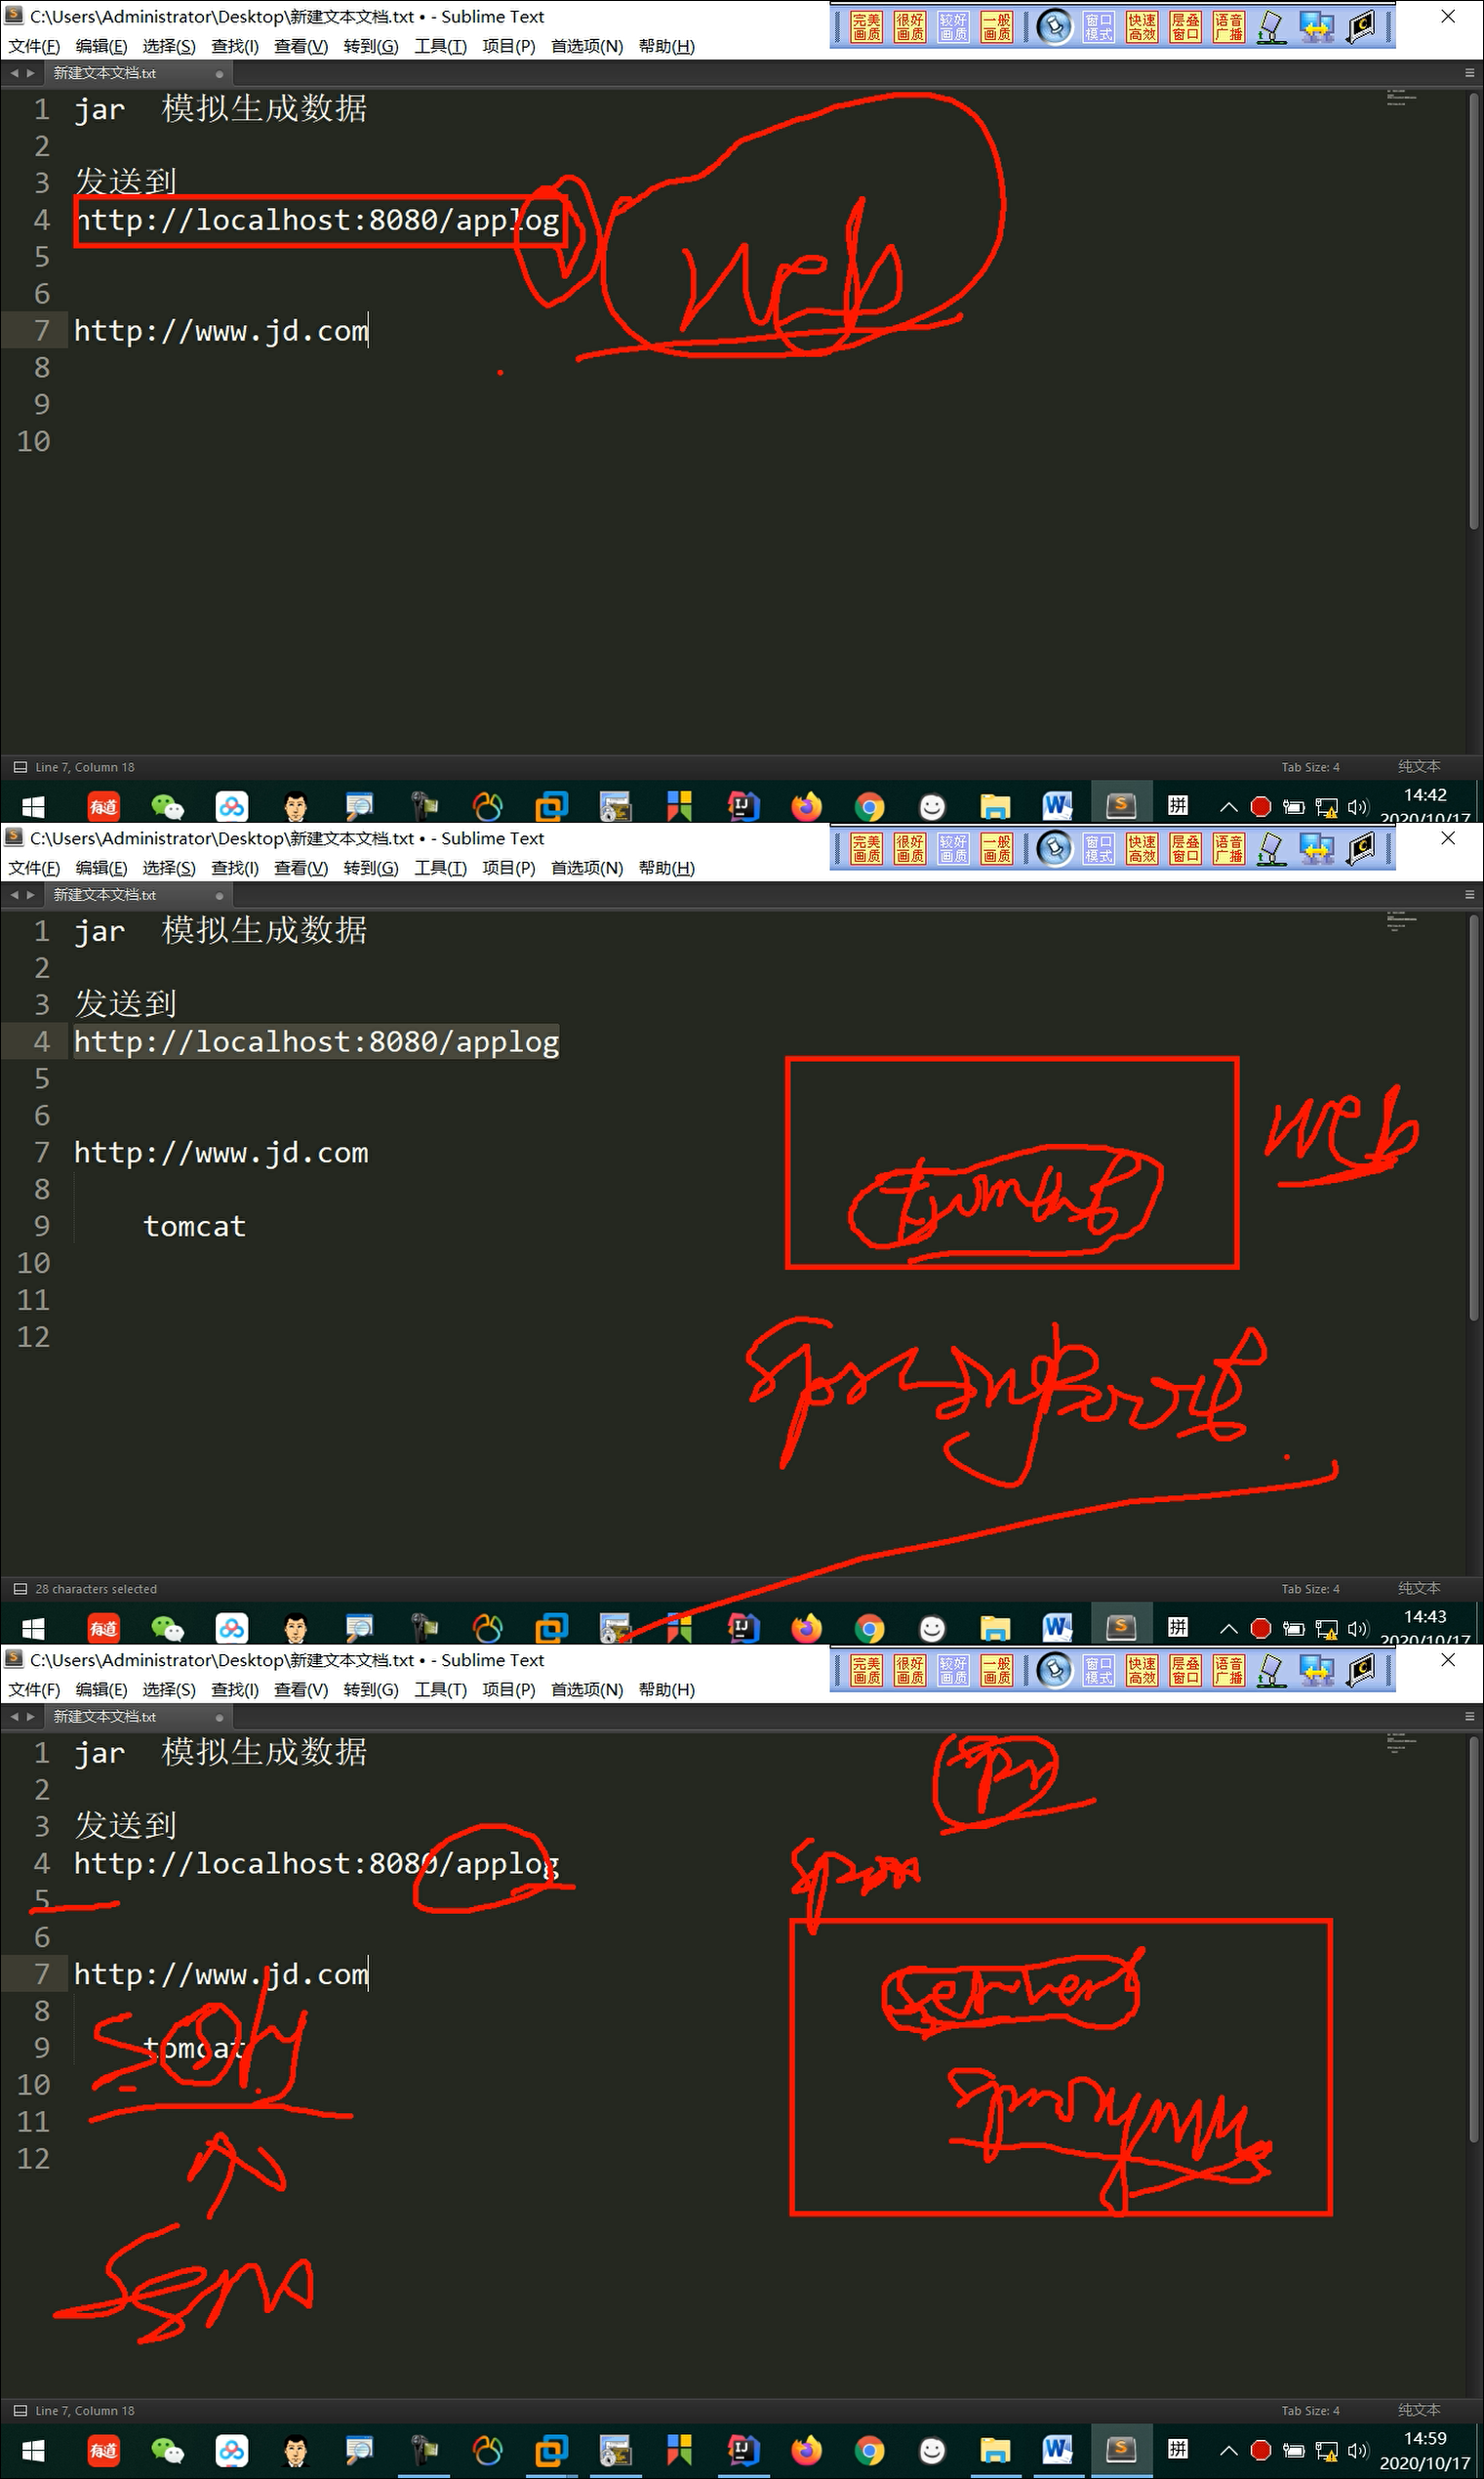 C:\Users\Administrator\Desktop\新建文本文档.txt • - Sublime Text
完美画质 很好画质 较好画质 一般画质 窗口模式 快速高效 层叠窗口 语音广播
文件(F) 编辑(E) 选择(S) 查找(I) 查看(V) 转到(G) 工具(T) 项目(P) 首选项(N) 帮助(H)
新建文本文档.txt
1 jar 模拟生成数据
2
3 发送到
4 http://localhost:8080/applog
web
5
6
7 http://www.jd.com
8
9
10
Line 7, Column 18
Tab Size: 4 纯文本
有道
拼
14:42
2020/10/17
C:\Users\Administrator\Desktop\新建文本文档.txt • - Sublime Text
完美画质 很好画质 较好画质 一般画质 窗口模式 快速高效 层叠窗口 语音广播
文件(F) 编辑(E) 选择(S) 查找(I) 查看(V) 转到(G) 工具(T) 项目(P) 首选项(N) 帮助(H)
新建文本文档.txt
1 jar 模拟生成数据
2
3 发送到
4 http://localhost:8080/applog
5
6
web
7 http://www.jd.com
8
tomcat
9 tomcat
10
11
12
springBoot
28 characters selected
Tab Size: 4 纯文本
有道
拼
14:43
2020/10/17
C:\Users\Administrator\Desktop\新建文本文档.txt • - Sublime Text
完美画质 很好画质 较好画质 一般画质 窗口模式 快速高效 层叠窗口 语音广播
文件(F) 编辑(E) 选择(S) 查找(I) 查看(V) 转到(G) 工具(T) 项目(P) 首选项(N) 帮助(H)
新建文本文档.txt
1 jar 模拟生成数据
2
3 发送到
4 http://localhost:8080/applog
5
6
7 http://www.jd.com
8
9 tomcat
10
11
12
Line 7, Column 18
Tab Size: 4 纯文本
有道
拼
14:59
2020/10/17